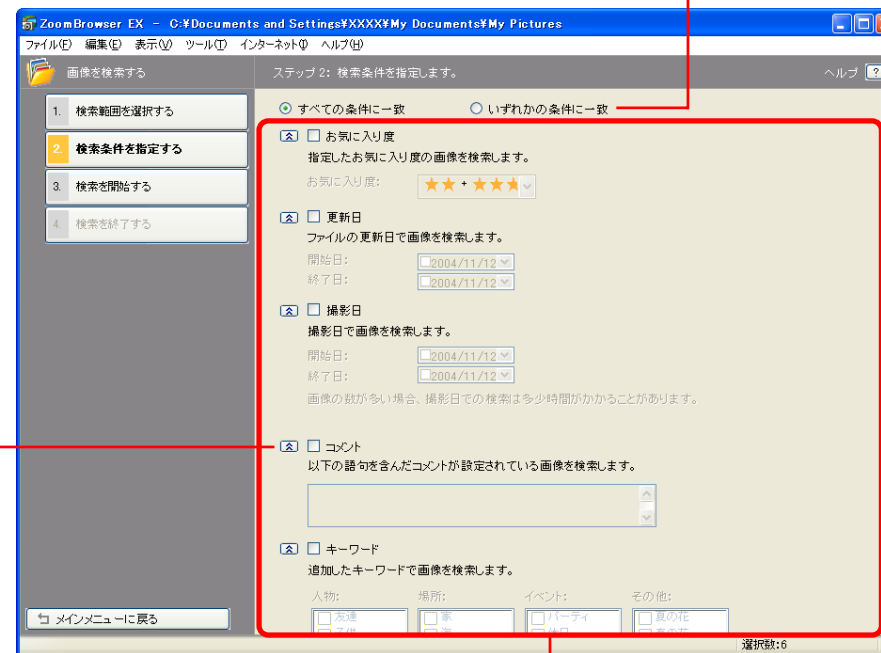 ZoomBrowser EX - C:¥Documents and Settings¥XXXX¥My Documents¥My Pictures
ファイル(F) 編集(E) 表示(V) ツール(T) インターネット(I) ヘルプ(H)
画像を検索する
ステップ 2: 検索条件を指定します。
ヘルプ ?
1. 検索範囲を選択する
2. 検索条件を指定する
3. 検索を開始する
4. 検索を終了する
すべての条件に一致 いずれかの条件に一致
お気に入り度
指定したお気に入り度の画像を検索します。
お気に入り度: ★★ + ★★★
更新日
ファイルの更新日で画像を検索します。
開始日: 2004/11/12
終了日: 2004/11/12
撮影日
撮影日で画像を検索します。
開始日: 2004/11/12
終了日: 2004/11/12
画像の数が多い場合、撮影日での検索は多少時間がかかることがあります。
コメント
以下の語句を含んだコメントが設定されている画像を検索します。
キーワード
追加したキーワードで画像を検索します。
人物: 場所: イベント: その他:
友達 家 パーティ 夏の花
メインメニューに戻る
選択数:6